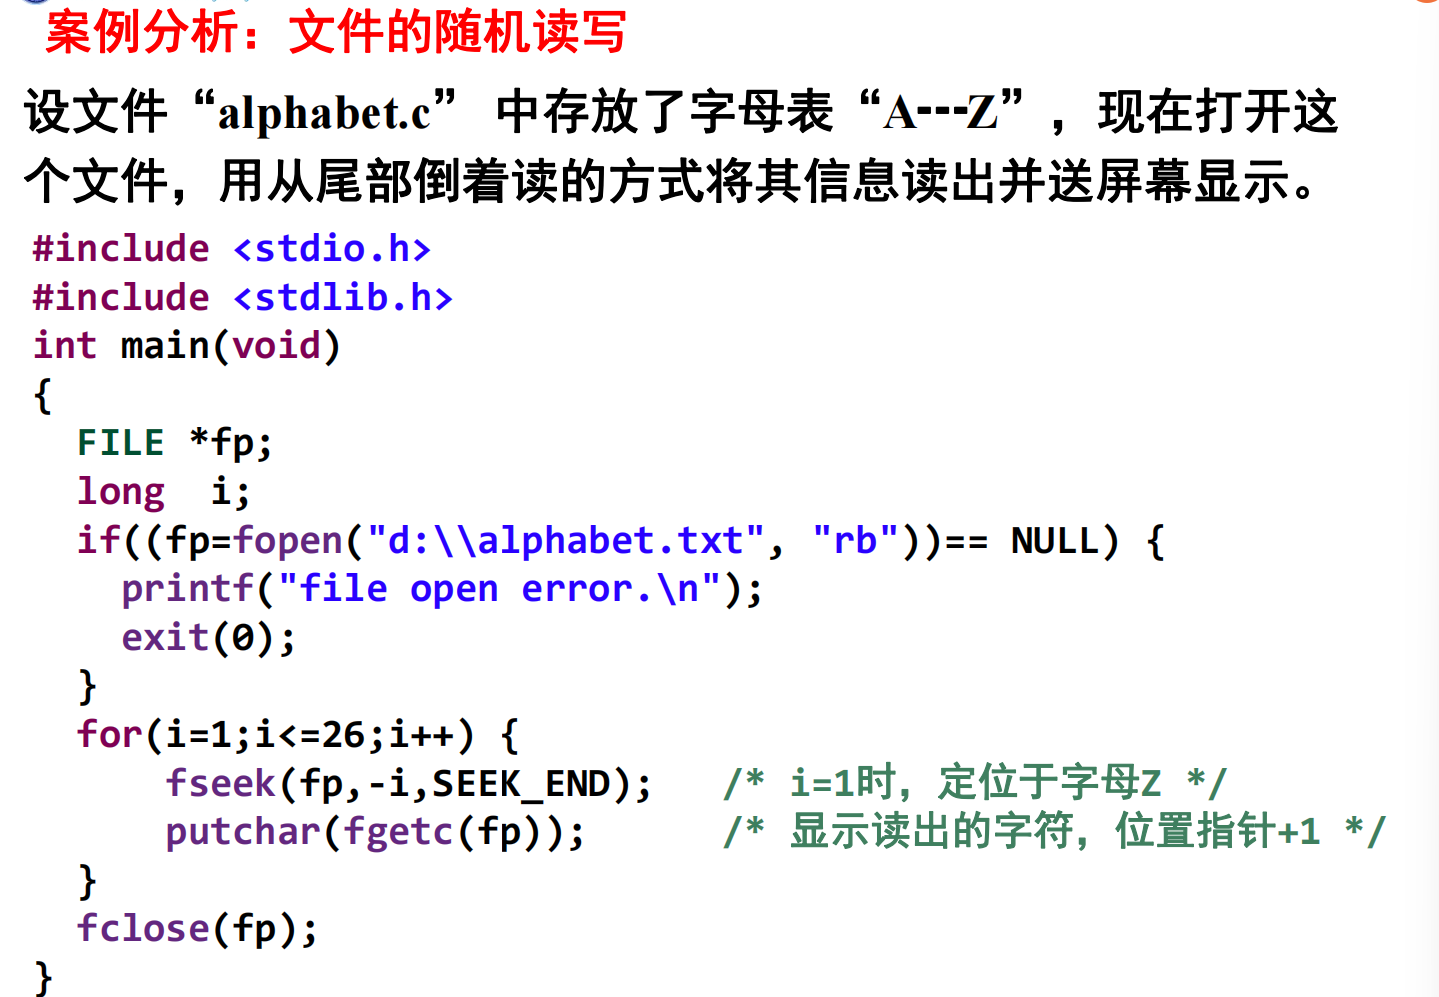 案例分析：文件的随机读写
设文件“alphabet.c” 中存放了字母表“A---Z”，现在打开这
个文件，用从尾部倒着读的方式将其信息读出并送屏幕显示。
#include <stdio.h>
#include <stdlib.h>
int main(void)
{
  FILE *fp;
  long  i;
  if((fp=fopen("d:\\alphabet.txt", "rb"))== NULL) {
    printf("file open error.\n");
    exit(0);
  }
  for(i=1;i<=26;i++) {
      fseek(fp,-i,SEEK_END);   /* i=1时，定位于字母Z */
      putchar(fgetc(fp));      /* 显示读出的字符，位置指针+1 */
  }
  fclose(fp);
}